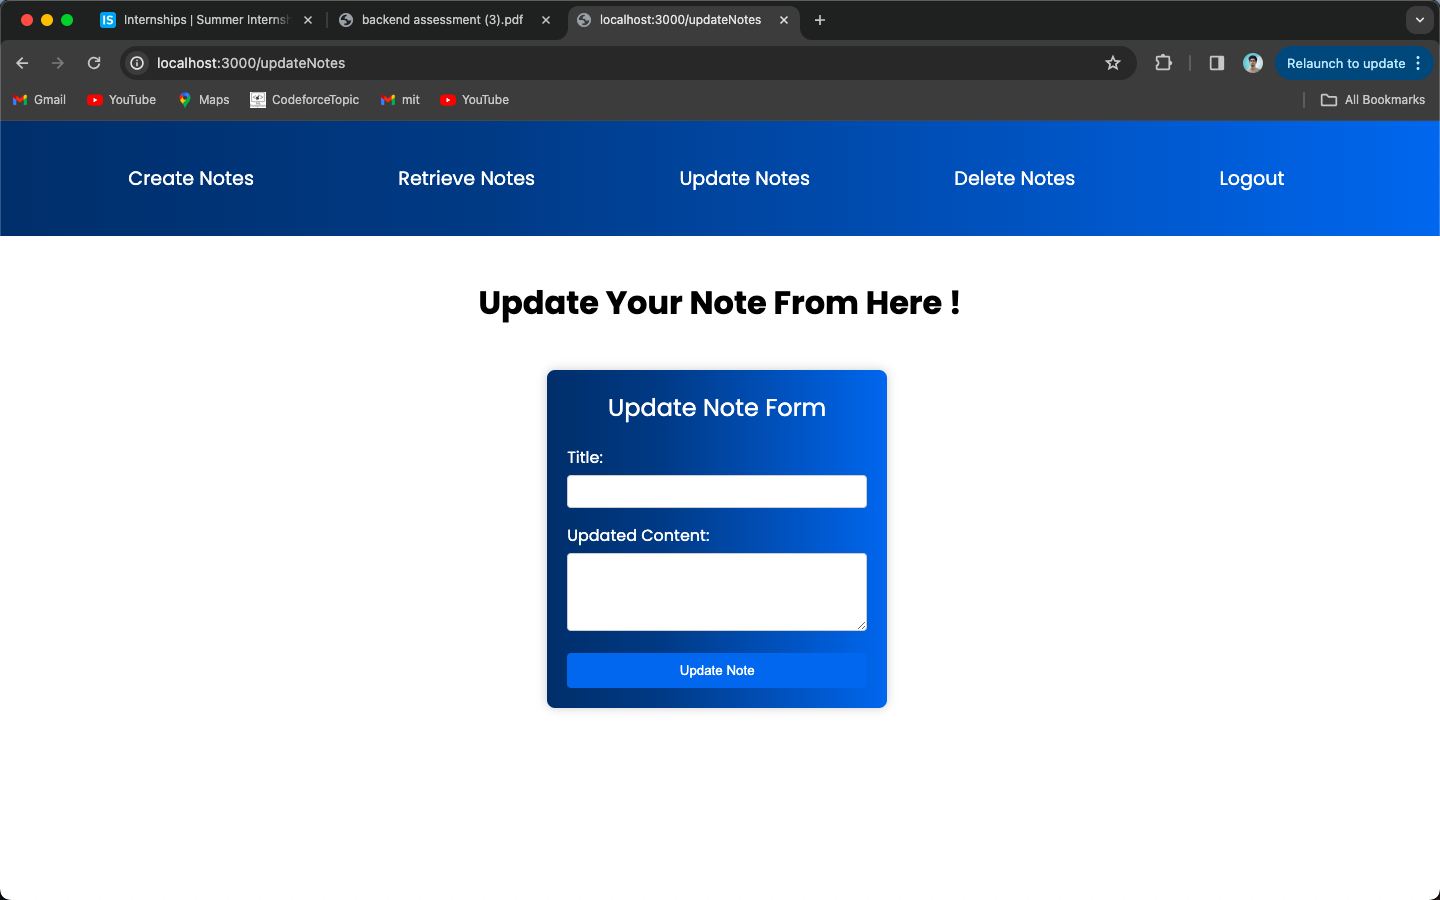 IS Internships | Summer Interns
backend assessment (3).pdf
localhost:3000/updateNotes
localhost:3000/updateNotes
Relaunch to update
Gmail
YouTube
Maps
CodeforceTopic
mit
YouTube
All Bookmarks
Create Notes
Retrieve Notes
Update Notes
Delete Notes
Logout
Update Your Note From Here !
Update Note Form
Title:
Updated Content:
Update Note